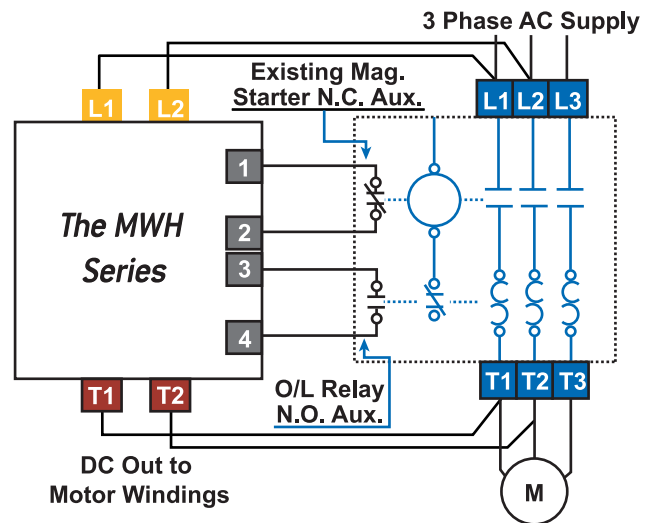 3 Phase AC Supply
Existing Mag.
Starter N.C. Aux.
L1 L2
L1 L2 L3
1
The MWH
Series
2
3
4
T1 T2
T1 T2 T3
O/L Relay
N.O. Aux.
DC Out to
Motor Windings
M